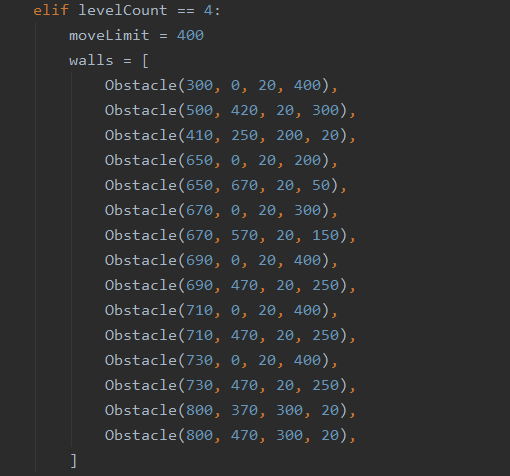 elif levelCount == 4:
moveLimit = 400
walls = [
Obstacle(300, 0, 20, 400),
Obstacle(500, 420, 20, 300),
Obstacle(410, 250, 200, 20),
Obstacle(650, 0, 20, 200),
Obstacle(650, 670, 20, 50),
Obstacle(670, 0, 20, 300),
Obstacle(670, 570, 20, 150),
Obstacle(690, 0, 20, 400),
Obstacle(690, 470, 20, 250),
Obstacle(710, 0, 20, 400),
Obstacle(710, 470, 20, 250),
Obstacle(730, 0, 20, 400),
Obstacle(730, 470, 20, 250),
Obstacle(800, 370, 300, 20),
Obstacle(800, 470, 300, 20),
]